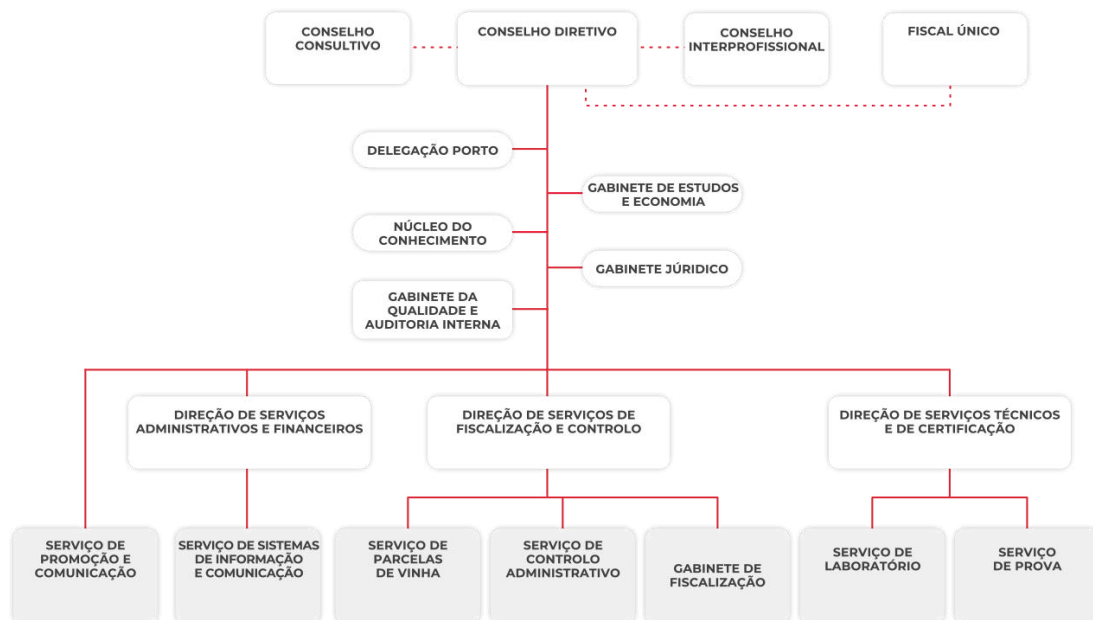 CONSELHO
CONSULTIVO
CONSELHO DIRETIVO
CONSELHO
INTERPROFISSIONAL
FISCAL ÚNICO
DELEGAÇÃO PORTO
GABINETE DE ESTUDOS
E ECONOMIA
NÚCLEO DO
CONHECIMENTO
GABINETE JÚRIDICO
GABINETE DA
QUALIDADE E
AUDITORIA INTERNA
DIREÇÃO DE SERVIÇOS
ADMINISTRATIVOS E FINANCEIROS
DIREÇÃO DE SERVIÇOS DE
FISCALIZAÇÃO E CONTROLO
DIREÇÃO DE SERVIÇOS TÉCNICOS
E DE CERTIFICAÇÃO
SERVIÇO DE
PROMOÇÃO E
COMUNICAÇÃO
SERVIÇO DE SISTEMAS
DE INFORMAÇÃO
E COMUNICAÇÃO
SERVIÇO DE
PARCELAS
DE VINHA
SERVIÇO DE
CONTROLO
ADMINISTRATIVO
GABINETE DE
FISCALIZAÇÃO
SERVIÇO DE
LABORATÓRIO
SERVIÇO
DE PROVA